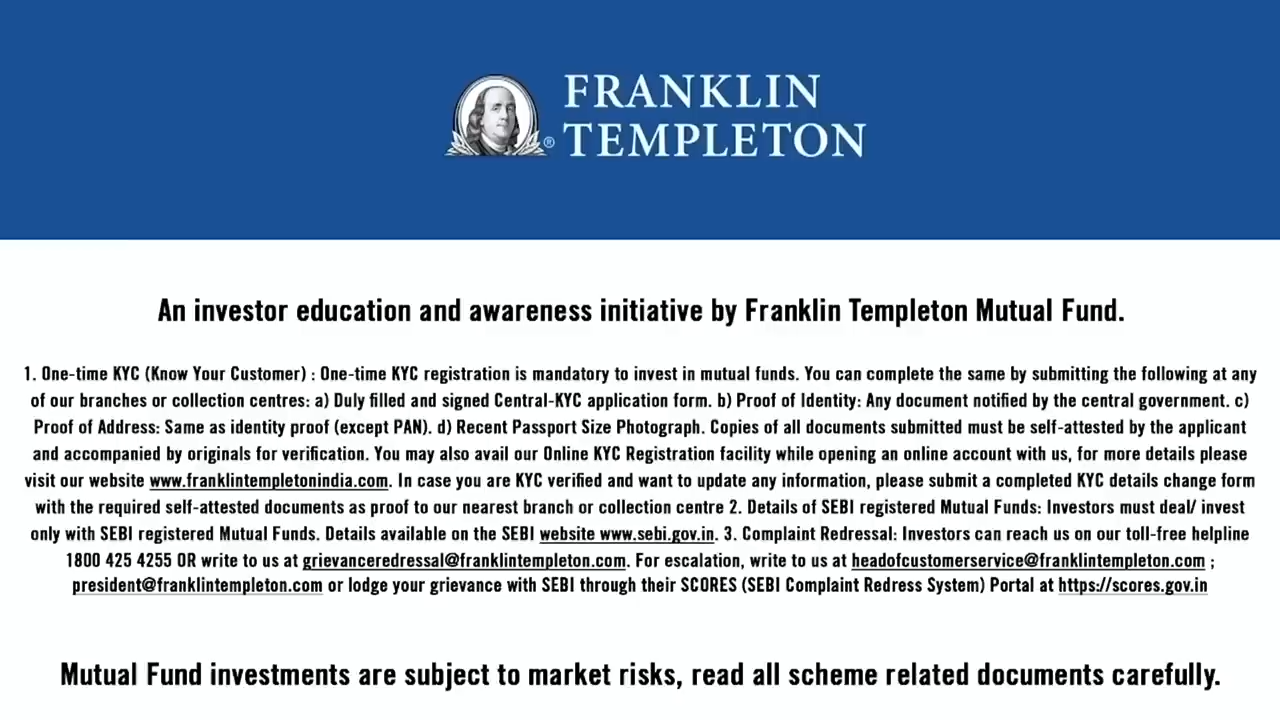 FRANKLIN
TEMPLETON
®
An investor education and awareness initiative by Franklin Templeton Mutual Fund.
1. One-time KYC (Know Your Customer) : One-time KYC registration is mandatory to invest in mutual funds. You can complete the same by submitting the following at any
of our branches or collection centres: a) Duly filled and signed Central-KYC application form. b) Proof of Identity: Any document notified by the central government. c)
Proof of Address: Same as identity proof (except PAN). d) Recent Passport Size Photograph. Copies of all documents submitted must be self-attested by the applicant
and accompanied by originals for verification. You may also avail our Online KYC Registration facility while opening an online account with us, for more details please
visit our website www.franklintempletonindia.com. In case you are KYC verified and want to update any information, please submit a completed KYC details change form
with the required self-attested documents as proof to our nearest branch or collection centre 2. Details of SEBI registered Mutual Funds: Investors must deal/ invest
only with SEBI registered Mutual Funds. Details available on the SEBI website www.sebi.gov.in. 3. Complaint Redressal: Investors can reach us on our toll-free helpline
1800 425 4255 OR write to us at grievanceredressal@franklintempleton.com. For escalation, write to us at headofcustomerservice@franklintempleton.com ;
president@franklintempleton.com or lodge your grievance with SEBI through their SCORES (SEBI Complaint Redress System) Portal at https://scores.gov.in
Mutual Fund investments are subject to market risks, read all scheme related documents carefully.